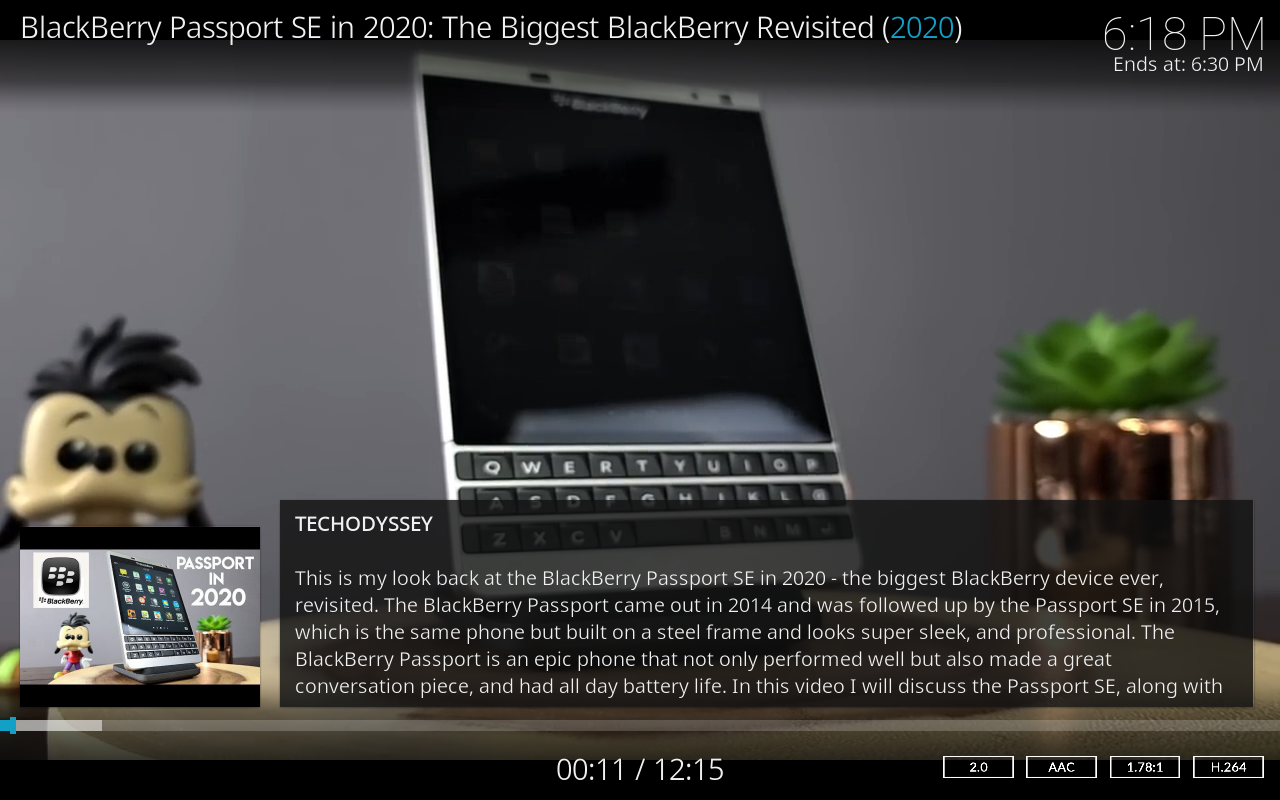 BlackBerry Passport SE in 2020: The Biggest BlackBerry Revisited (2020)
6:18 PM
Ends at: 6:30 PM
BlackBerry
Q W E R T Y U I O P
A S D F G H J K L
Z X C V B N M
TECHODYSSEY
This is my look back at the BlackBerry Passport SE in 2020 - the biggest BlackBerry device ever,
revisited. The BlackBerry Passport came out in 2014 and was followed up by the Passport SE in 2015,
which is the same phone but built on a steel frame and looks super sleek, and professional. The
BlackBerry Passport is an epic phone that not only performed well but also made a great
conversation piece, and had all day battery life. In this video I will discuss the Passport SE, along with
PASSPORT
IN
2020
BlackBerry
00:11 / 12:15
2.0
AAC
1.78:1
H.264